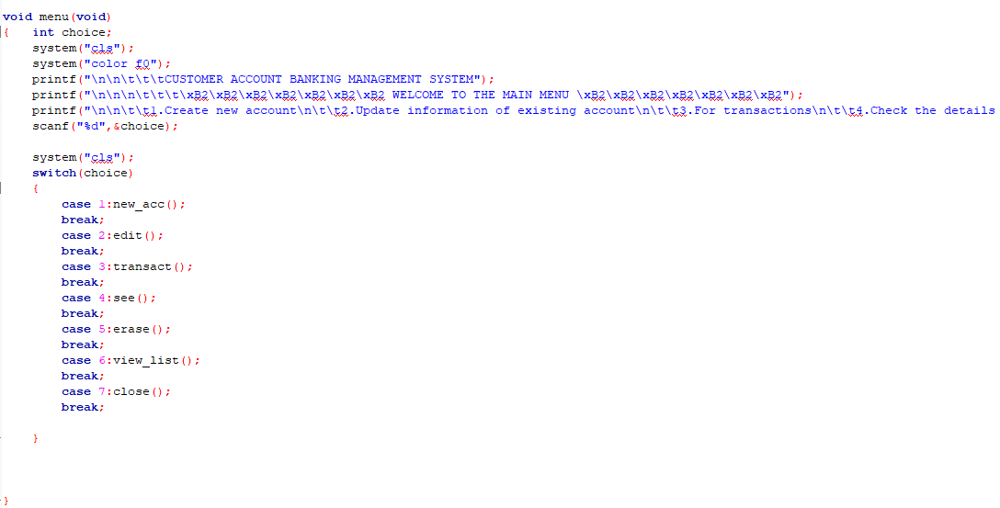 void menu(void)
{   int choice;
    system("cls");
    system("color f0");
    printf("\n\n\t\t\tCUSTOMER ACCOUNT BANKING MANAGEMENT SYSTEM");
    printf("\n\n\n\t\t\t\xB2\xB2\xB2\xB2\xB2\xB2\xB2 WELCOME TO THE MAIN MENU \xB2\xB2\xB2\xB2\xB2\xB2\xB2");
    printf("\n\n\t\t1.Create new account\n\t\t2.Update information of existing account\n\t\t3.For transactions\n\t\t4.Check the details
    scanf("%d",&choice);
    system("cls");
    switch(choice)
    {
        case 1:new_acc();
        break;
        case 2:edit();
        break;
        case 3:transact();
        break;
        case 4:see();
        break;
        case 5:erase();
        break;
        case 6:view_list();
        break;
        case 7:close();
        break;
    }
}